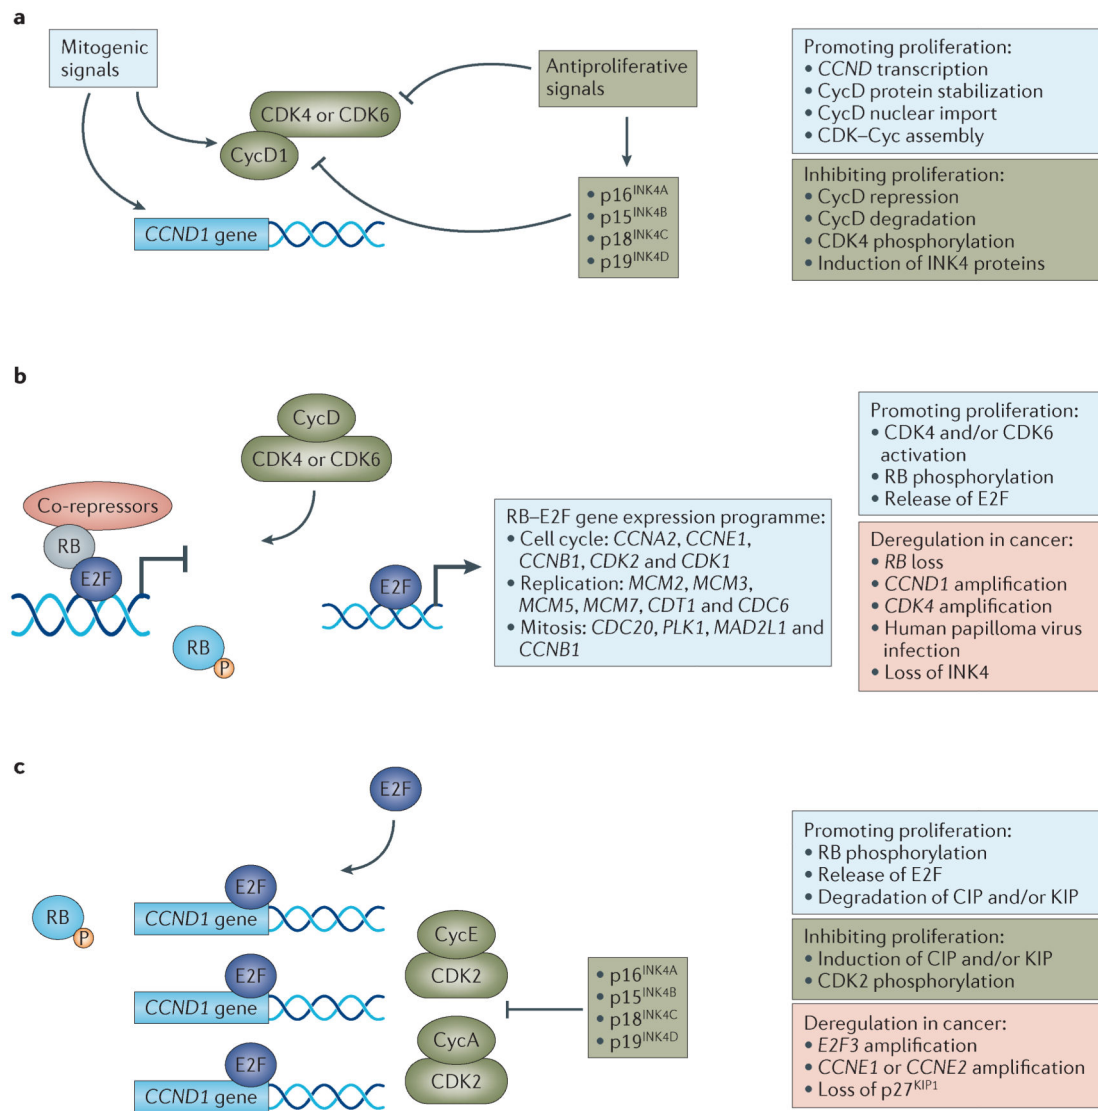 a
Mitogenic
signals
CDK4 or CDK6
CycD1
CCND1 gene
Antiproliferative
signals
• p16INK4A
• p15INK4B
• p18INK4C
• p19INK4D
Promoting proliferation:
• CCND transcription
• CycD protein stabilization
• CycD nuclear import
• CDK–Cyc assembly
Inhibiting proliferation:
• CycD repression
• CycD degradation
• CDK4 phosphorylation
• Induction of INK4 proteins
b
CycD
CDK4 or CDK6
Co-repressors
RB
E2F
RB
P
E2F
RB–E2F gene expression programme:
• Cell cycle: CCNA2, CCNE1,
CCNB1, CDK2 and CDK1
• Replication: MCM2, MCM3,
MCM5, MCM7, CDT1 and CDC6
• Mitosis: CDC20, PLK1, MAD2L1 and
CCNB1
Promoting proliferation:
• CDK4 and/or CDK6
activation
• RB phosphorylation
• Release of E2F
Deregulation in cancer:
• RB loss
• CCND1 amplification
• CDK4 amplification
• Human papilloma virus
infection
• Loss of INK4
c
E2F
RB
P
E2F
CCND1 gene
E2F
CCND1 gene
E2F
CCND1 gene
CycE
CDK2
CycA
CDK2
• p16INK4A
• p15INK4B
• p18INK4C
• p19INK4D
Promoting proliferation:
• RB phosphorylation
• Release of E2F
• Degradation of CIP and/or KIP
Inhibiting proliferation:
• Induction of CIP and/or KIP
• CDK2 phosphorylation
Deregulation in cancer:
• E2F3 amplification
• CCNE1 or CCNE2 amplification
• Loss of p27KIP1